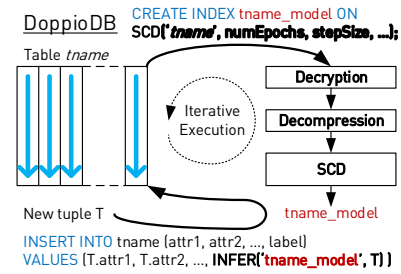 DoppioDB
CREATE INDEX tname_model ON
SCD('tname', numEpochs, stepSize, ...);
Table tname
Decryption
Iterative
Execution
Decompression
SCD
New tuple T
tname_model
INSERT INTO tname (attr1, attr2, ..., label)
VALUES (T.attr1, T.attr2, ..., INFER('tname_model', T) )